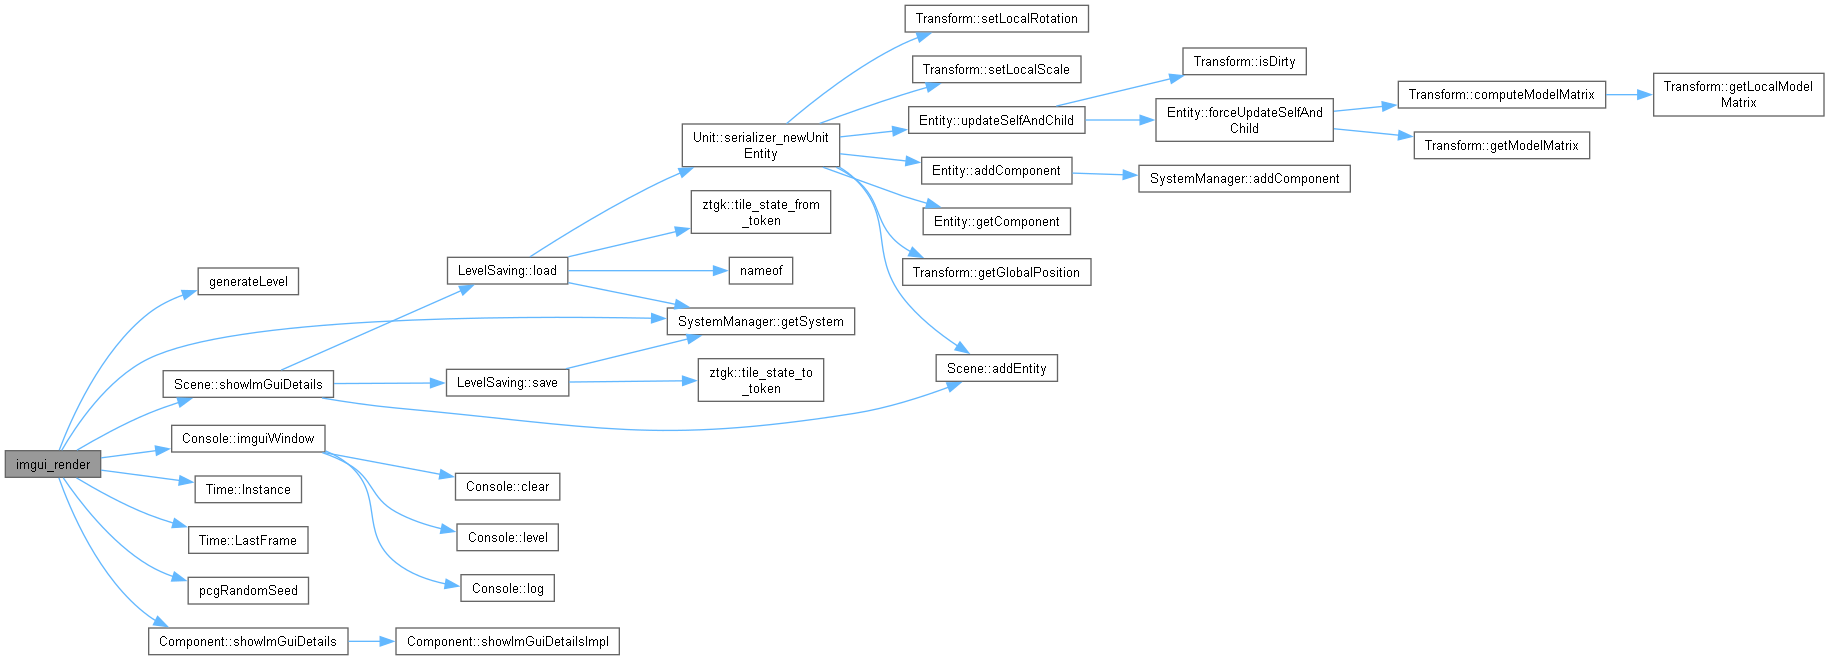 Transform::setLocalRotation
Transform::setLocalScale
Transform::isDirty
Transform::computeModelMatrix
Transform::getLocalModel
Matrix
Entity::updateSelfAndChild
Entity::forceUpdateSelfAnd
Child
Transform::getModelMatrix
Unit::serializer_newUnit
Entity
Entity::addComponent
SystemManager::addComponent
ztgk::tile_state_from
_token
Entity::getComponent
LevelSaving::load
nameof
Transform::getGlobalPosition
generateLevel
SystemManager::getSystem
Scene::showImGuiDetails
LevelSaving::save
ztgk::tile_state_to
_token
Scene::addEntity
Console::imguiWindow
imgui_render
Time::Instance
Console::clear
Time::LastFrame
Console::level
pcgRandomSeed
Console::log
Component::showImGuiDetails
Component::showImGuiDetailsImpl